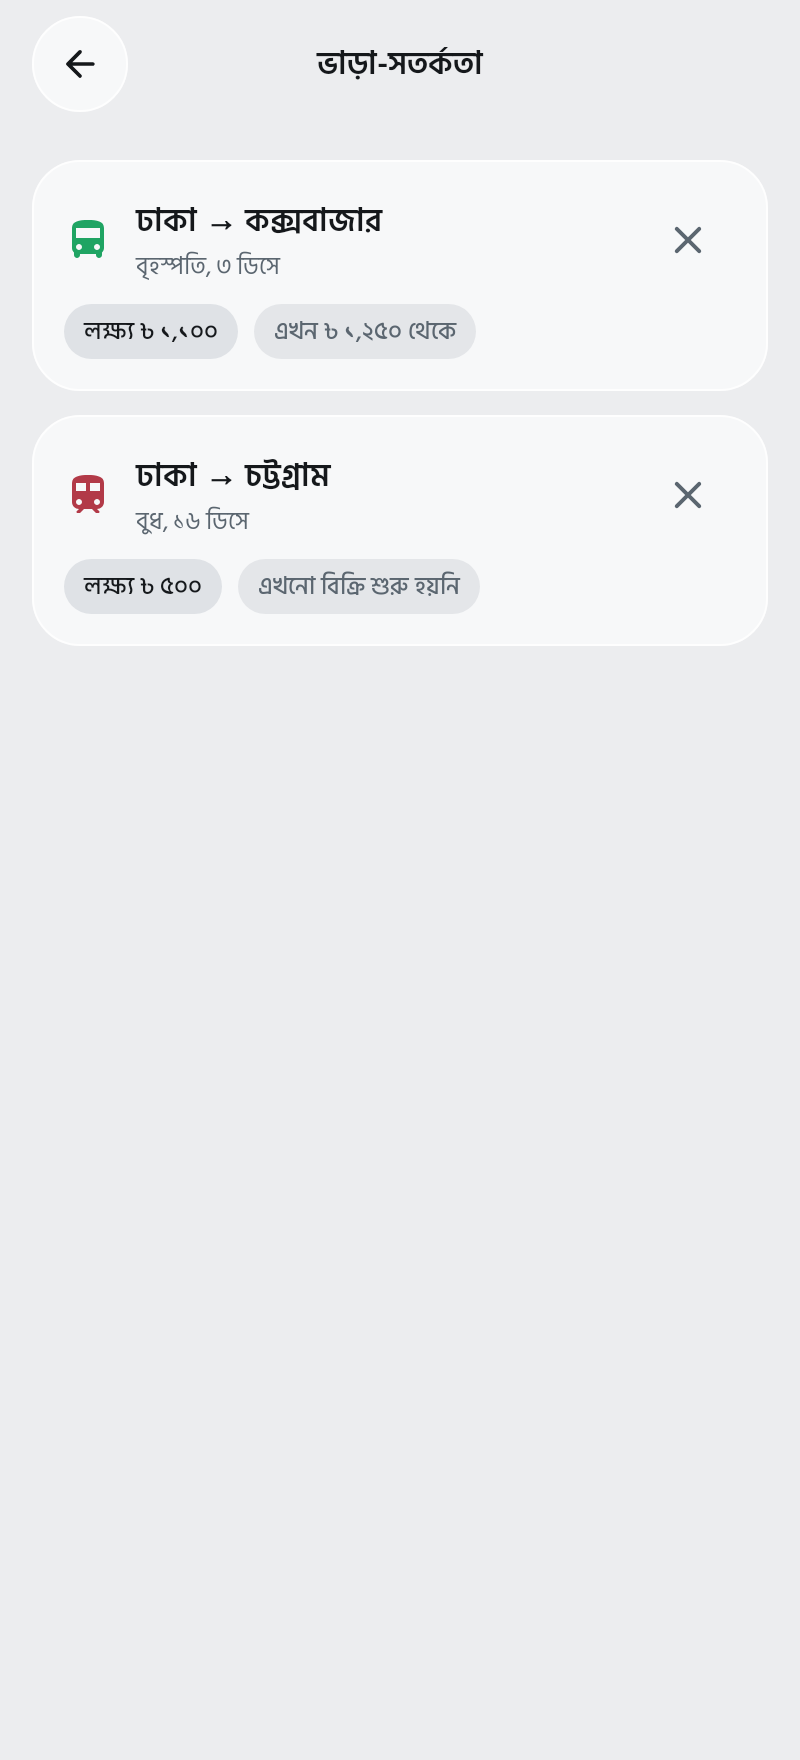 ভাড়া-সতর্কতা
ঢাকা → কক্সবাজার
বৃহস্পতি, ৩ ডিসে
লক্ষ্য ৳ ১,১০০
এখন ৳ ১,২৫০ থেকে
ঢাকা → চট্টগ্রাম
বুধ, ১৬ ডিসে
লক্ষ্য ৳ ৫০০
এখনো বিক্রি শুরু হয়নি